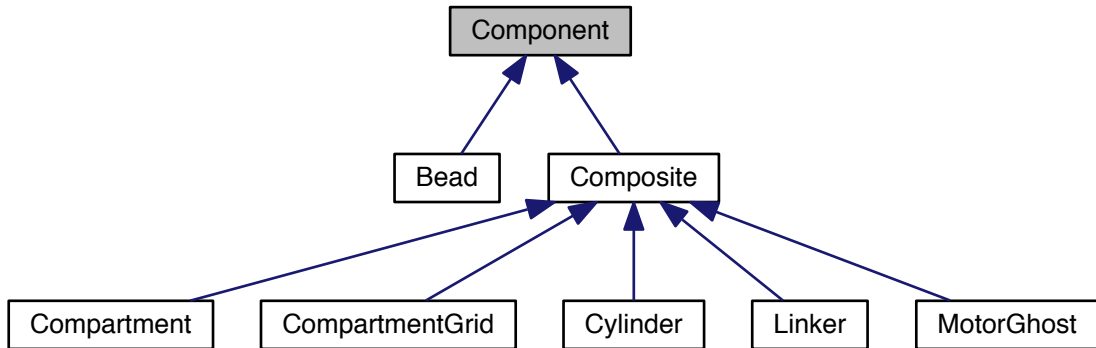 Component
Bead
Composite
Compartment
CompartmentGrid
Cylinder
Linker
MotorGhost